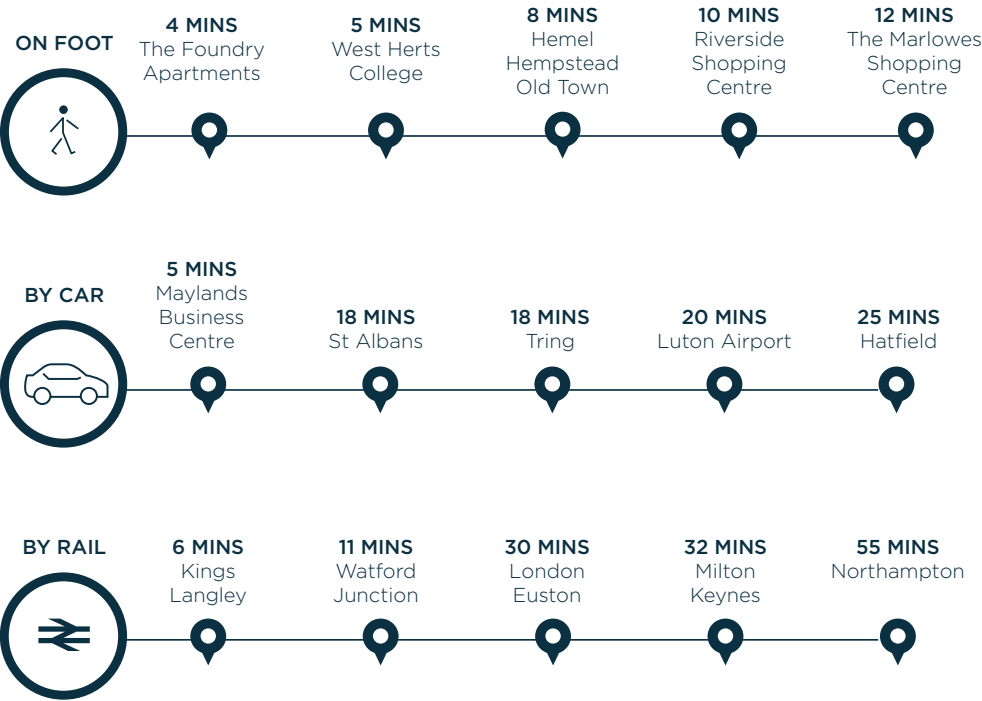 ON FOOT
4 MINS
The Foundry
Apartments
5 MINS
West Herts
College
8 MINS
Hemel
Hempstead
Old Town
10 MINS
Riverside
Shopping
Centre
12 MINS
The Marlowes
Shopping
Centre
BY CAR
5 MINS
Maylands
Business
Centre
18 MINS
St Albans
18 MINS
Tring
20 MINS
Luton Airport
25 MINS
Hatfield
BY RAIL
6 MINS
Kings
Langley
11 MINS
Watford
Junction
30 MINS
London
Euston
32 MINS
Milton
Keynes
55 MINS
Northampton